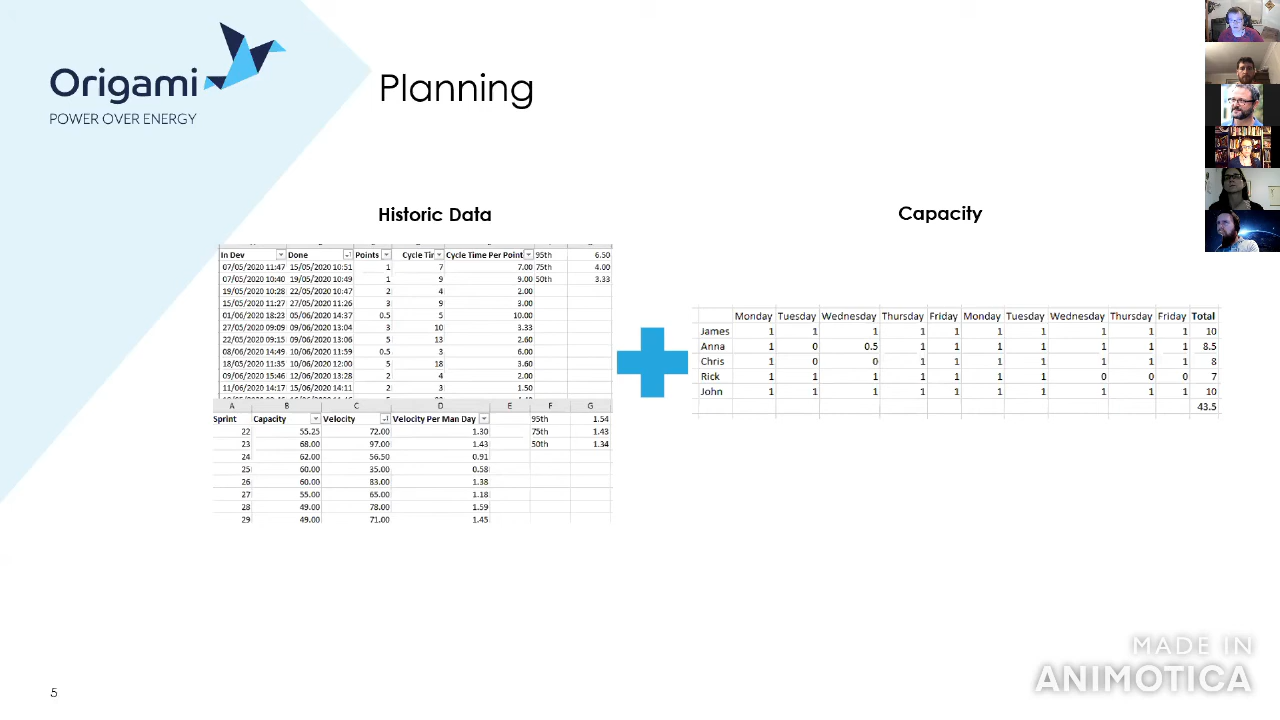 Origami
POWER OVER ENERGY
Planning
Historic Data
In Dev Done Points Cycle Tir Cycle Time Per Point 95th 6.50
07/05/2020 11:47 15/05/2020 10:51 1 7 7.00 75th 4.00
07/05/2020 10:40 19/05/2020 10:49 1 9 9.00 50th 3.33
19/05/2020 10:28 22/05/2020 10:47 2 4 2.00
15/05/2020 11:27 27/05/2020 11:26 3 9 3.00
01/06/2020 18:23 05/06/2020 14:37 0.5 5 10.00
27/05/2020 09:09 09/06/2020 13:04 3 10 3.33
22/05/2020 09:15 09/06/2020 13:06 5 13 2.60
08/06/2020 14:49 10/06/2020 11:59 0.5 3 6.00
18/05/2020 11:35 10/06/2020 12:00 5 18 3.60
09/06/2020 15:46 12/06/2020 13:28 2 4 2.00
11/06/2020 14:17 15/06/2020 14:11 2 3 1.50
A B C D E F G
Sprint Capacity Velocity Velocity Per Man Day 95th 1.54
22 55.25 72.00 1.30 75th 1.43
23 68.00 97.00 1.43 50th 1.34
24 62.00 56.50 0.91
25 60.00 35.00 0.58
26 60.00 83.00 1.38
27 55.00 65.00 1.18
28 49.00 78.00 1.59
29 49.00 71.00 1.45
Capacity
Monday Tuesday Wednesday Thursday Friday Monday Tuesday Wednesday Thursday Friday Total
James 1 1 1 1 1 1 1 1 1 1 10
Anna 1 0 0.5 1 1 1 1 1 1 1 8.5
Chris 1 0 0 1 1 1 1 1 1 1 8
Rick 1 1 1 1 1 1 1 0 0 0 7
John 1 1 1 1 1 1 1 1 1 1 10
43.5
5
MADE IN
ANIMOTICA